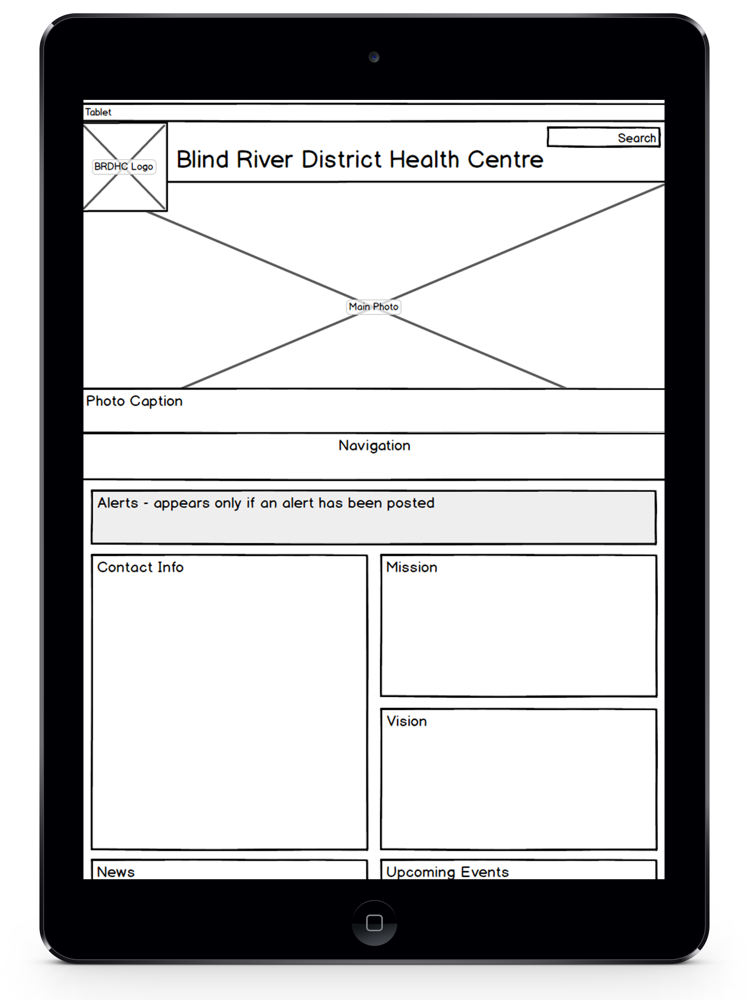 Tablet
Search
BRDHC Logo
Blind River District Health Centre
Main Photo
Photo Caption
Navigation
Alerts - appears only if an alert has been posted
Contact Info
Mission
Vision
News
Upcoming Events